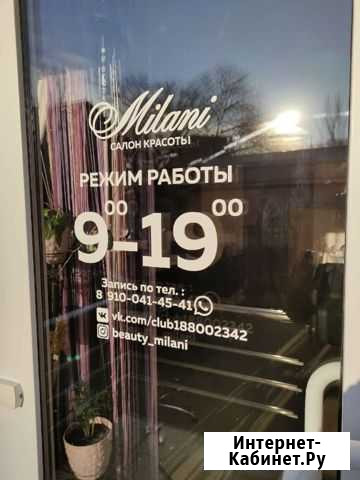 Milani
САЛОН КРАСОТЫ
РЕЖИМ РАБОТЫ
9 00 - 19 00
Запись по тел. :
8 910-041-45-41
vk.com/club188002342
beauty_milani
Интернет-
Кабинет.Ру